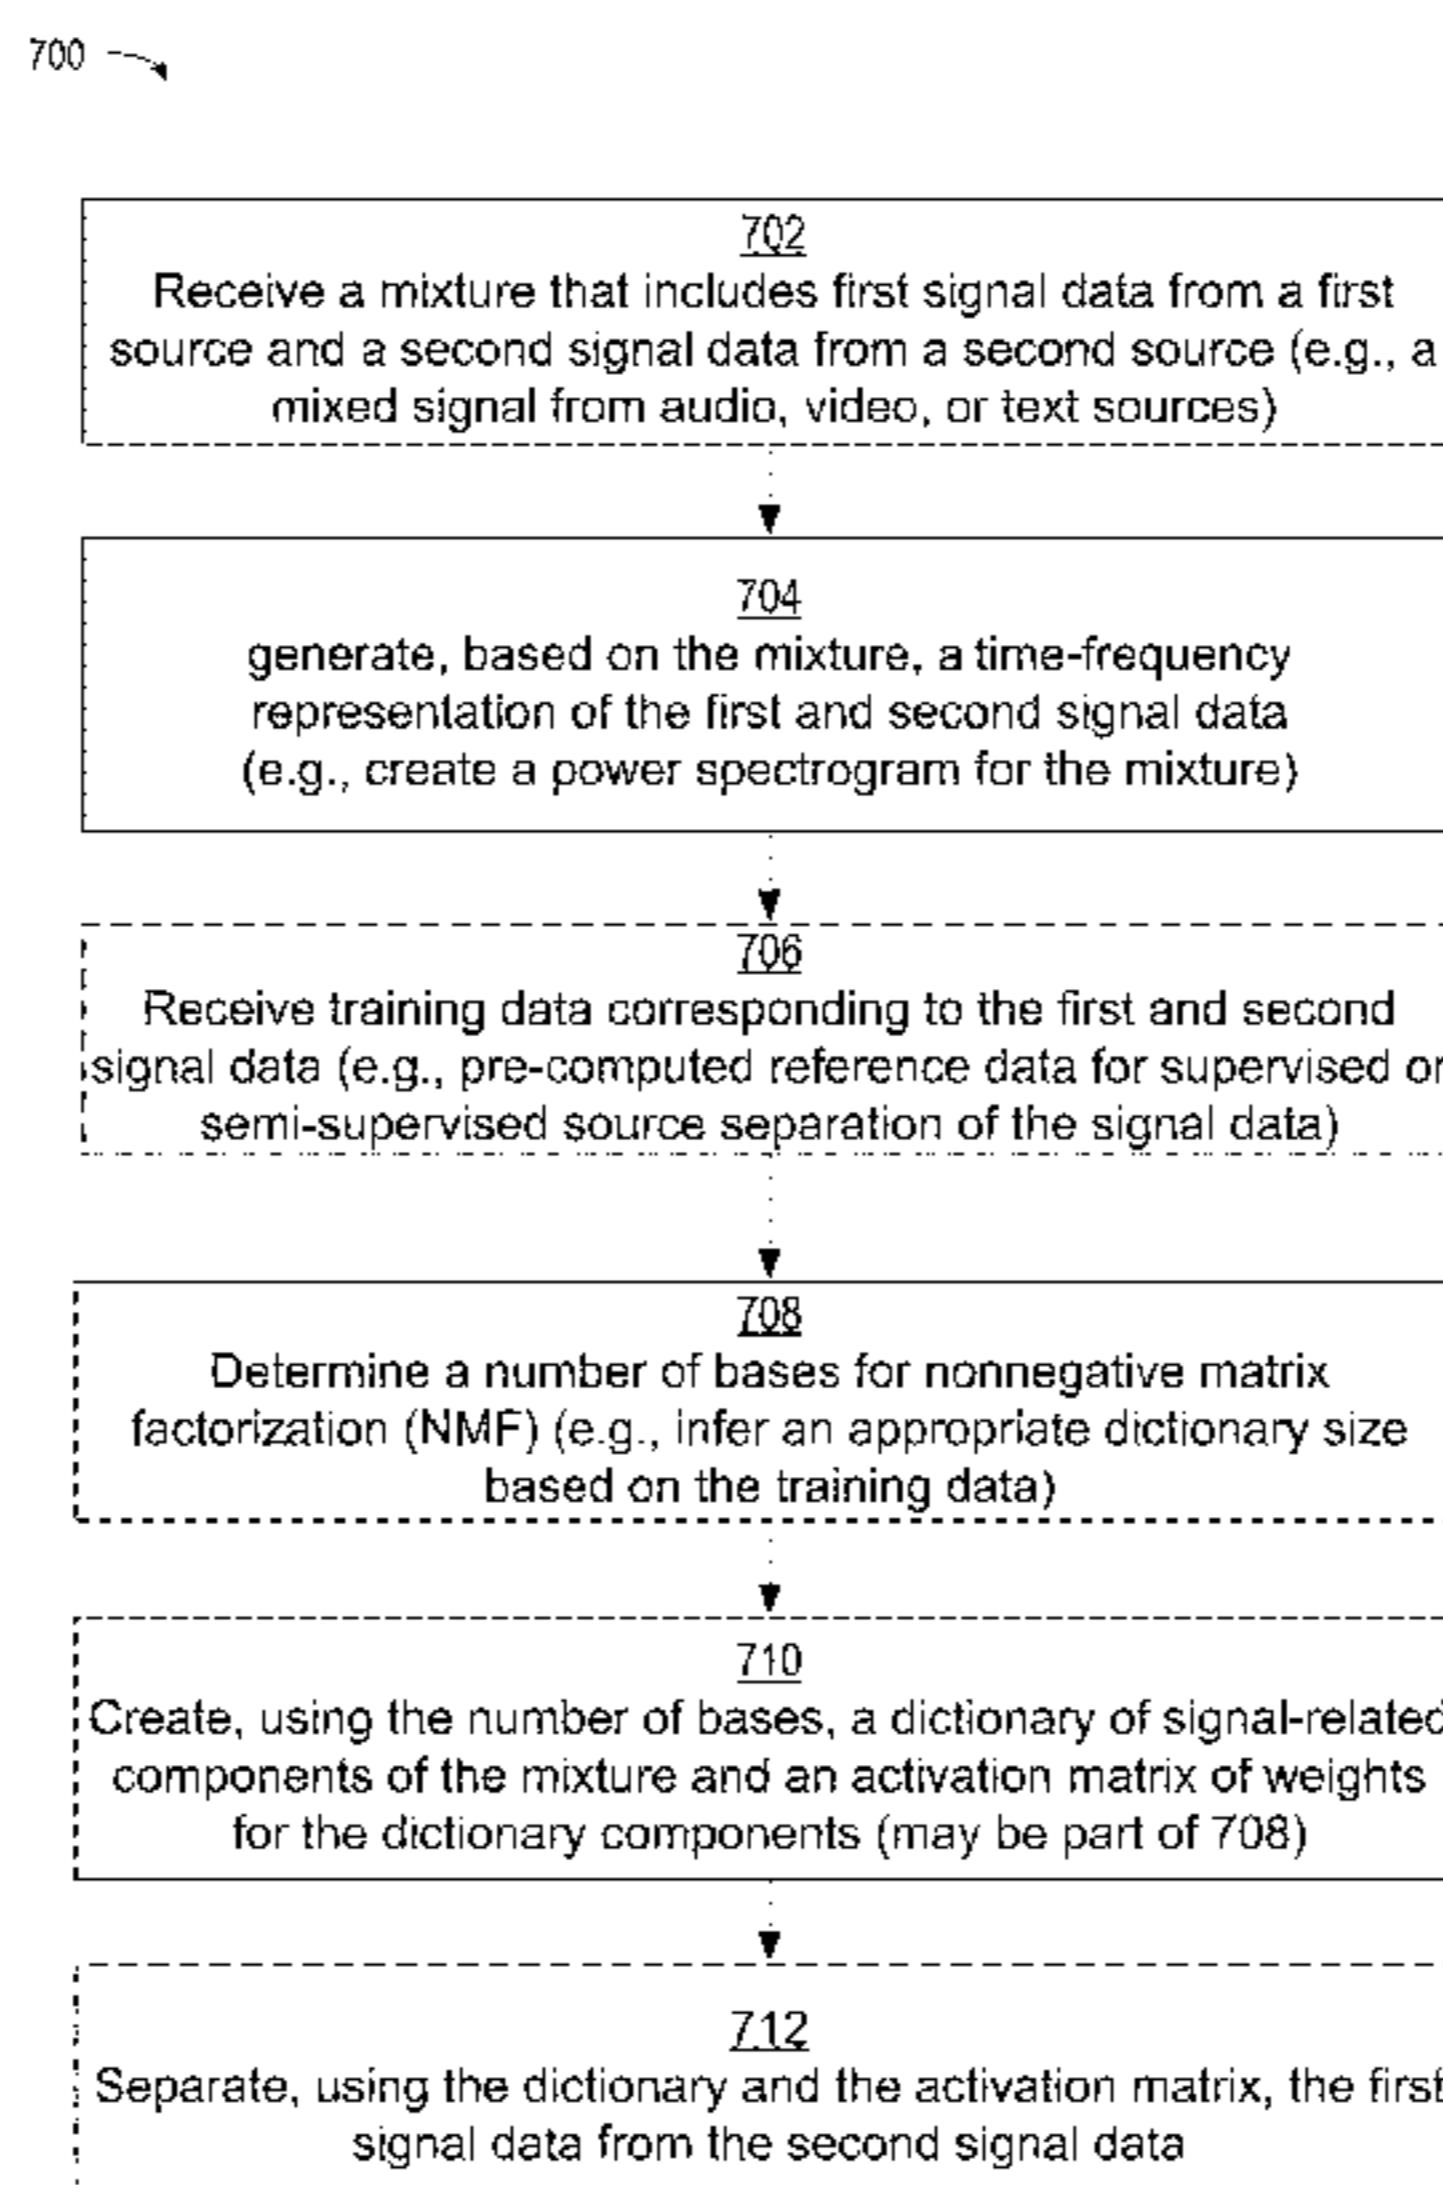 700
702
Receive a mixture that includes first signal data from a first
source and a second signal data from a second source (e.g., a
mixed signal from audio, video, or text sources)
704
generate, based on the mixture, a time-frequency
representation of the first and second signal data
(e.g., create a power spectrogram for the mixture)
706
Receive training data corresponding to the first and second
signal data (e.g., pre-computed reference data for supervised or
semi-supervised source separation of the signal data)
708
Determine a number of bases for nonnegative matrix
factorization (NMF) (e.g., infer an appropriate dictionary size
based on the training data)
710
Create, using the number of bases, a dictionary of signal-related
components of the mixture and an activation matrix of weights
for the dictionary components (may be part of 708)
712
Separate, using the dictionary and the activation matrix, the first
signal data from the second signal data